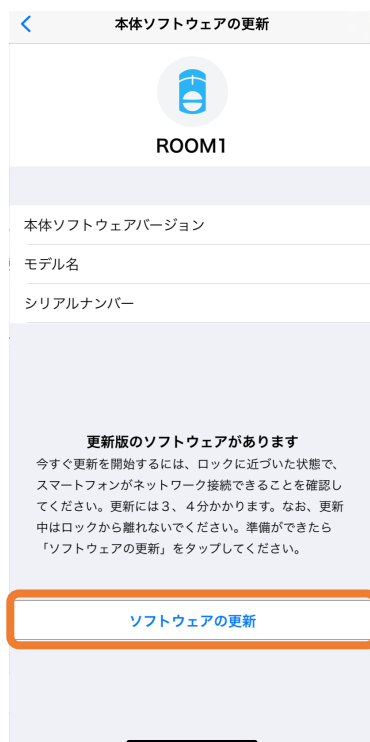 本体ソフトウェアの更新
ROOM1
本体ソフトウェアバージョン
モデル名
シリアルナンバー
更新版のソフトウェアがあります
今すぐ更新を開始するには、ロックに近づいた状態で、
スマートフォンがネットワーク接続できることを確認し
てください。更新には３、４分かかります。なお、更新
中はロックから離れないでください。準備ができたら
「ソフトウェアの更新」をタップしてください。
ソフトウェアの更新